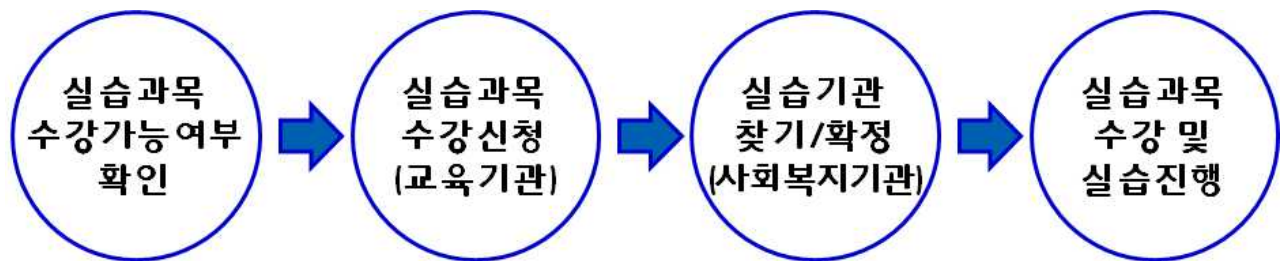 실습과목
수강가능여부
확인
실습과목
수강신청
(교육기관)
실습기관
찾기/확정
(사회복지기관)
실습과목
수강 및
실습진행